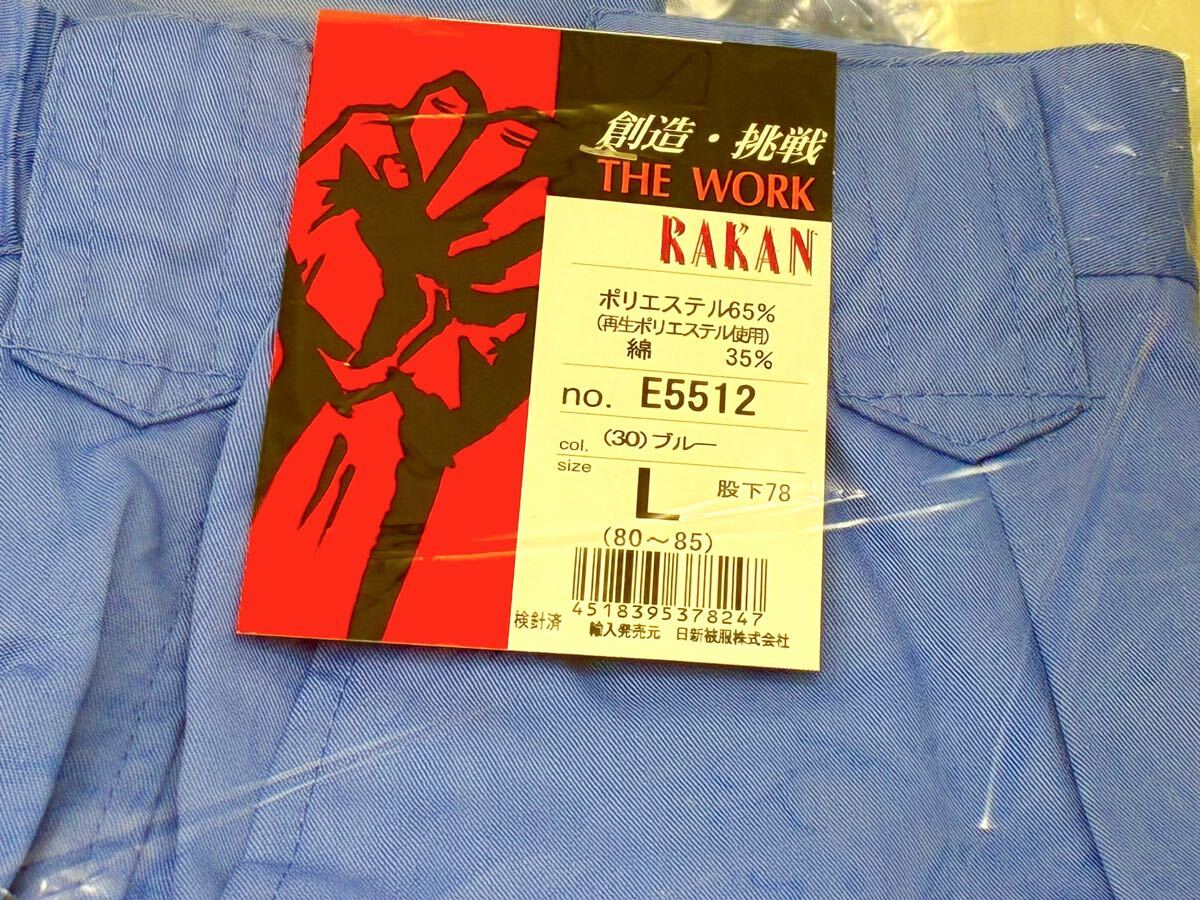 創造・挑戦
THE WORK
RAKAN
ポリエステル65%
(再生ポリエステル使用)
綿 35%
no. E5512
col. (30)ブルー
size L 股下78
(80～85)
4518395378247
検針済 輸入発売元 日新被服株式会社